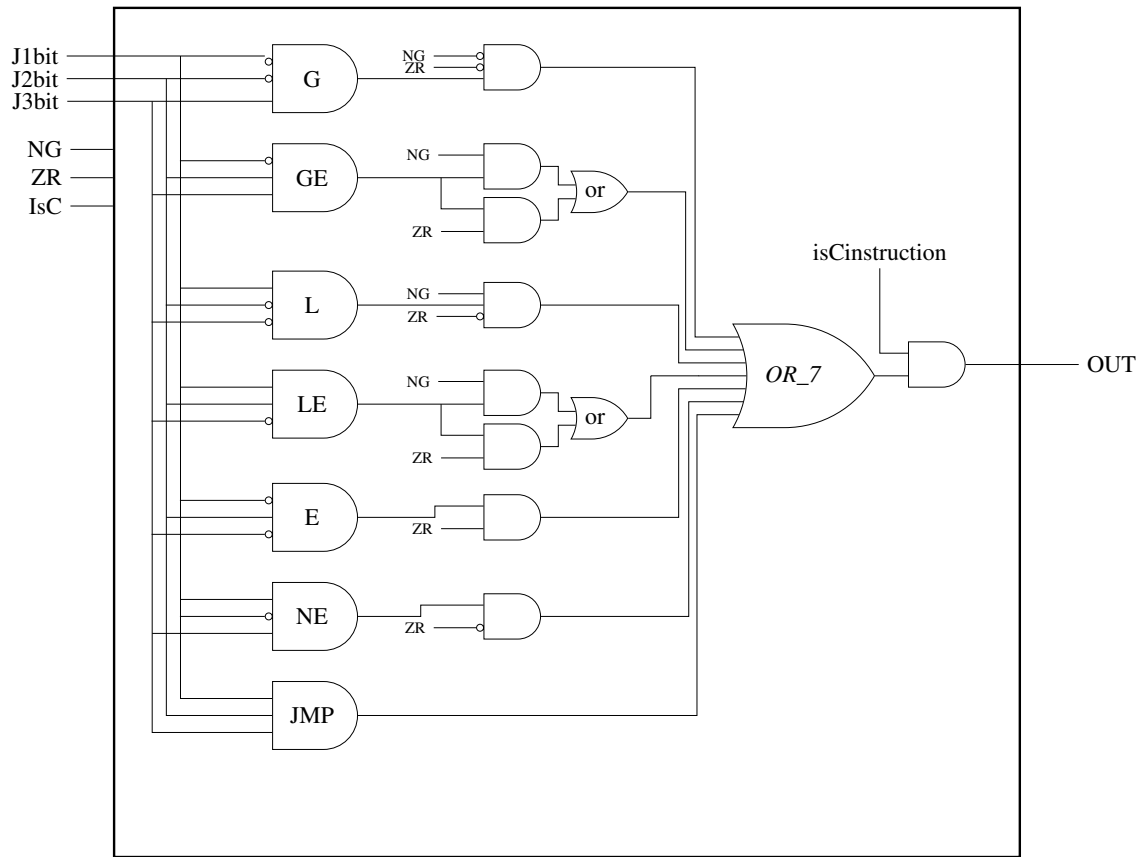 J1bit
J2bit
J3bit
NG
ZR
IsC
G
NG
ZR
GE
NG
or
ZR
isCinstruction
L
NG
ZR
OR_7
OUT
LE
NG
or
ZR
E
ZR
NE
ZR
JMP